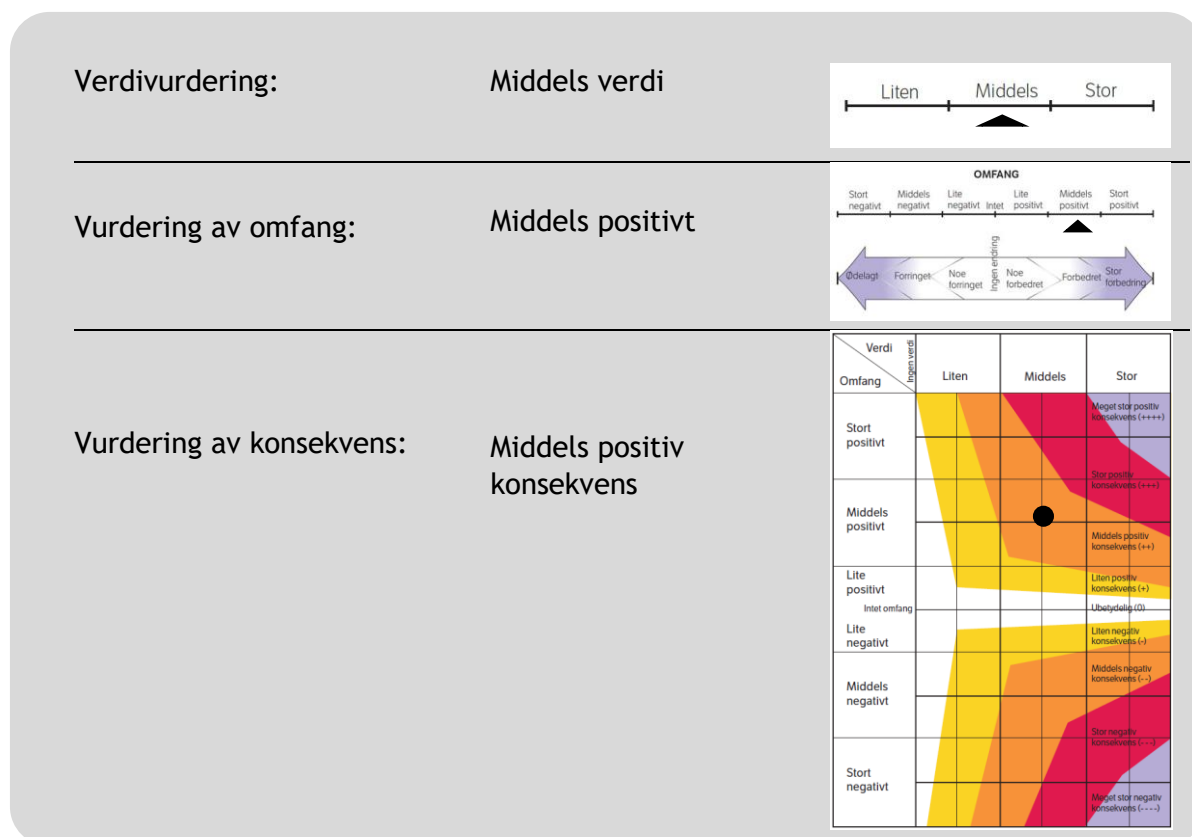 Verdivurdering:
Middels verdi
Liten Middels Stor
Vurdering av omfang:
Middels positivt
OMFANG
Stort negativt
Middels negativt
Lite negativt
Intet
Lite positivt
Middels positivt
Stort positivt
Ødelagt
Forringet
Noe forringet
Ingen endring
Noe forbedret
Forbedret
Stor forbedring
Vurdering av konsekvens:
Middels positiv
konsekvens
Verdi
Omfang
Ingen verdi
Liten
Middels
Stor
Stort
positivt
Meget stor positiv
konsekvens (++++)
Stor positiv
konsekvens (+++)
Middels
positivt
Middels positiv
konsekvens (++)
Lite
positivt
Liten positiv
konsekvens (+)
Intet omfang
Ubetydelig (0)
Lite
negativt
Liten negativ
konsekvens (-)
Middels
negativt
Middels negativ
konsekvens (- -)
Stor negativ
konsekvens (- - -)
Stort
negativt
Meget stor negativ
konsekvens (- - - -)